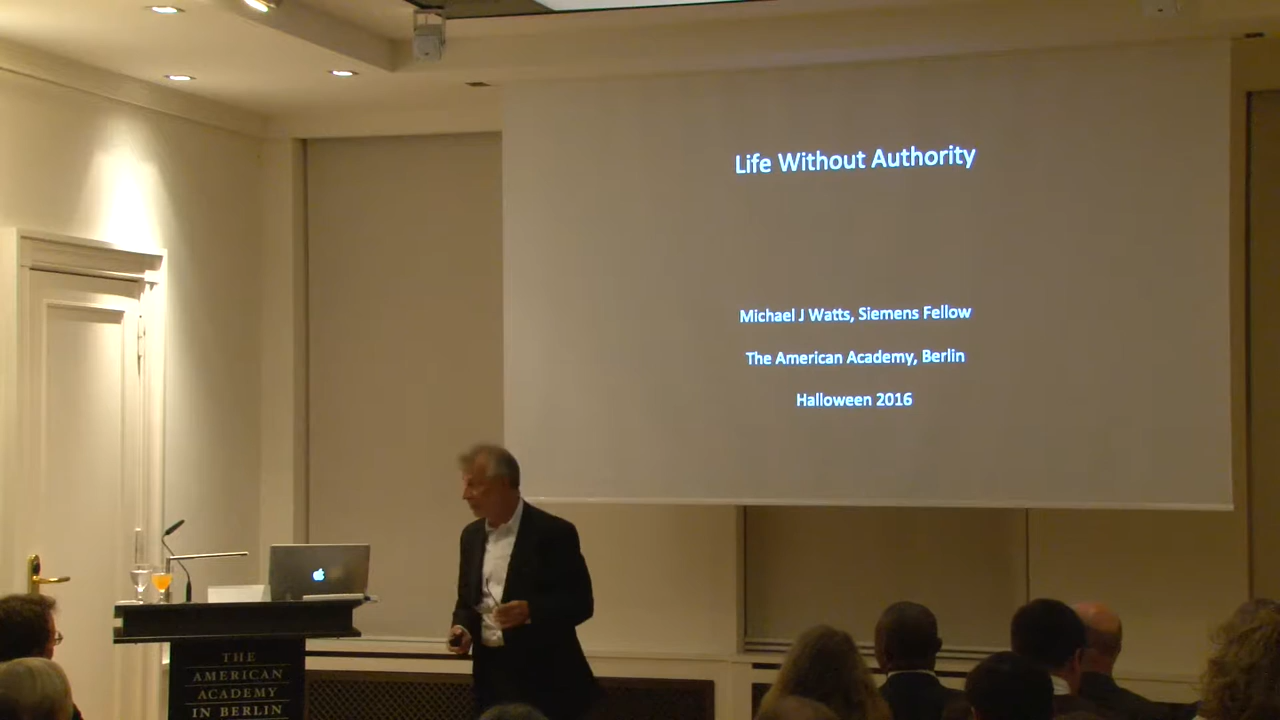 Life Without Authority
Michael J Watts, Siemens Fellow
The American Academy, Berlin
Halloween 2016
THE
AMERICAN
ACADEMY
IN BERLIN